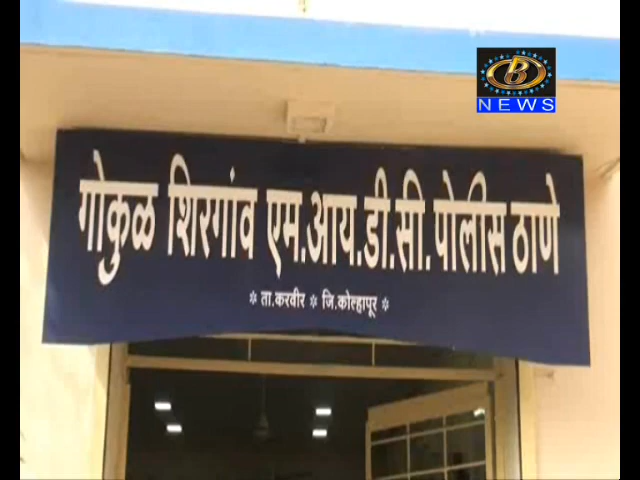 B
NEWS
गोकुळ शिरगांव एम.आय.डी.सी.पोलीस ठाणे
* ता.करवीर * जि.कोल्हापूर *